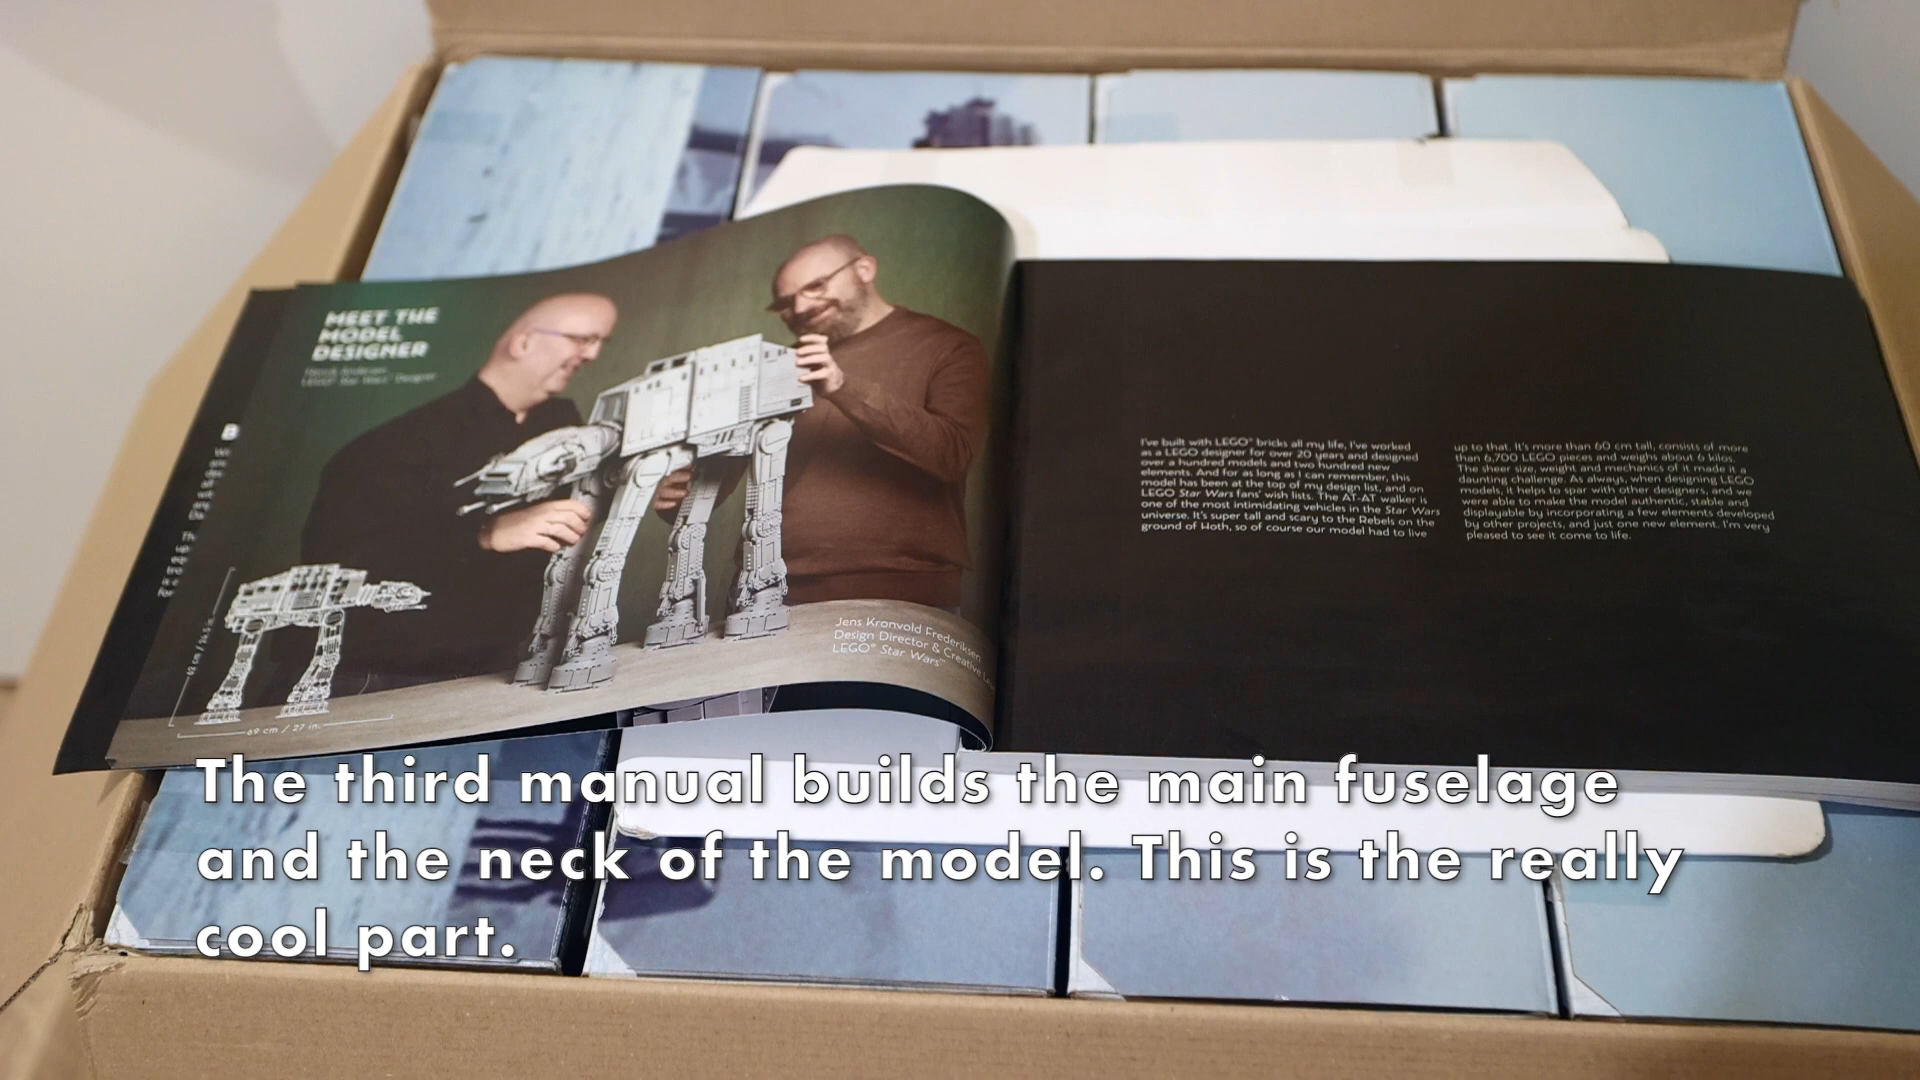 MEET THE
MODEL
DESIGNER
LEGO® Star Wars™ Designer
62 cm / 24.5 in.
69 cm / 27 in.
Jens Kronvold Frederiksen
Design Director & Creative
LEGO® Star Wars™
I've built with LEGO® bricks all my life, I've worked
as a LEGO designer for over 20 years and designed
over a hundred models and two hundred new
elements. And for as long as I can remember, this
model has been at the top of my design list, and on
LEGO Star Wars fans' wish lists. The AT-AT walker is
one of the most intimidating vehicles in the Star Wars
universe. It's super tall and scary to the Rebels on the
ground of Hoth, so of course our model had to live
up to that. It's more than 60 cm tall, consists of more
than 6,700 LEGO pieces and weighs about 6 kilos.
The sheer size, weight and mechanics of it made it a
daunting challenge. As always, when designing LEGO
models, it helps to spar with other designers, and we
were able to make the model authentic, stable and
displayable by incorporating a few elements developed
by other projects, and just one new element. I'm very
pleased to see it come to life.
The third manual builds the main fuselage
and the neck of the model. This is the really
cool part.